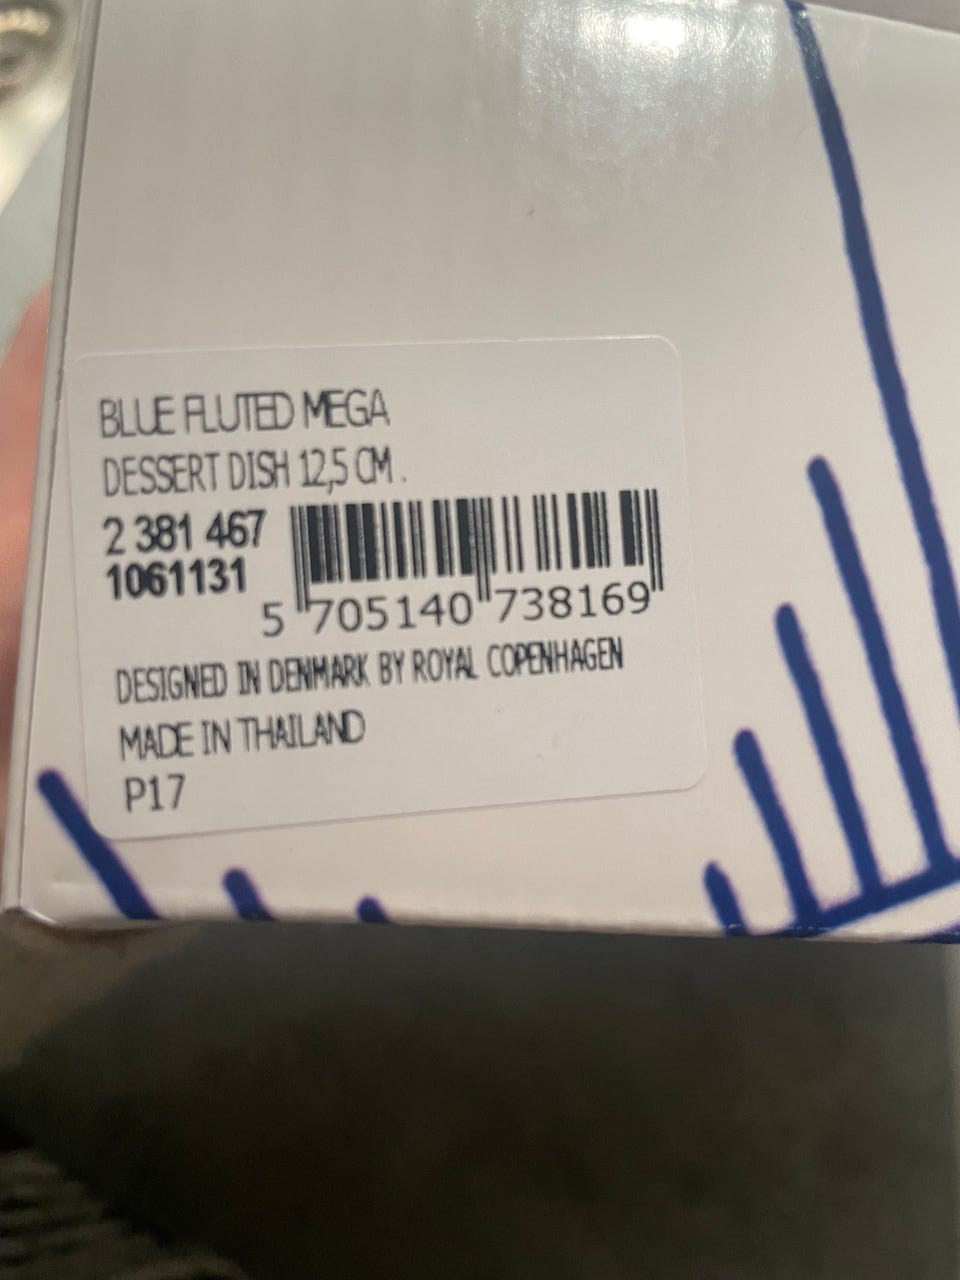 BLUE FLUTED MEGA
DESSERT DISH 12,5 CM.
2 381 467
1061131
5 705140 738169
DESIGNED IN DENMARK BY ROYAL COPENHAGEN
MADE IN THAILAND
P17